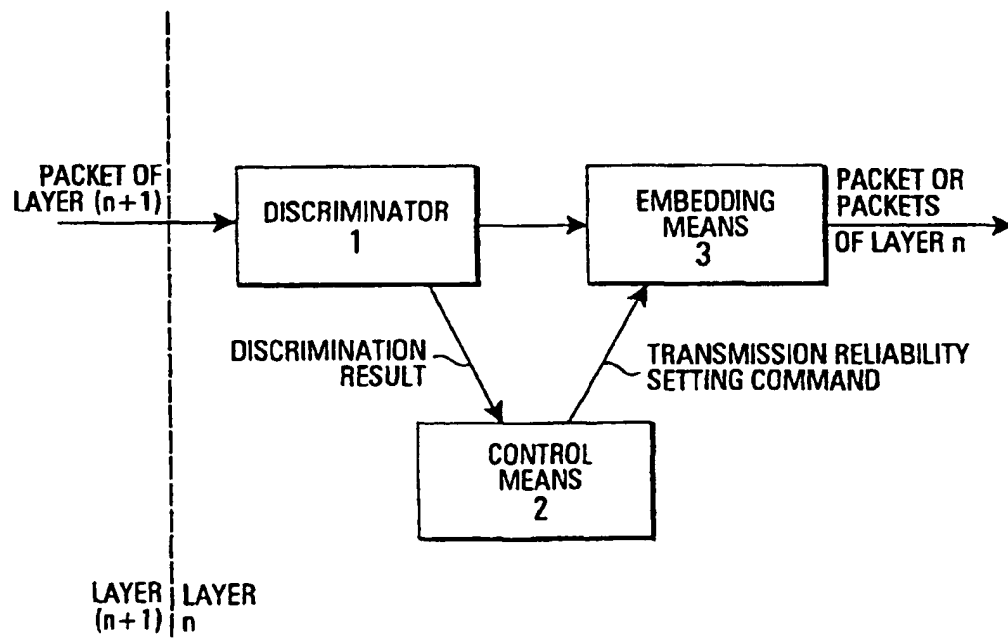 PACKET OF
LAYER (n+1)
DISCRIMINATOR
1
EMBEDDING
MEANS
3
PACKET OR
PACKETS
OF LAYER n
DISCRIMINATION
RESULT
TRANSMISSION RELIABILITY
SETTING COMMAND
CONTROL
MEANS
2
LAYER
(n+1)
LAYER
n